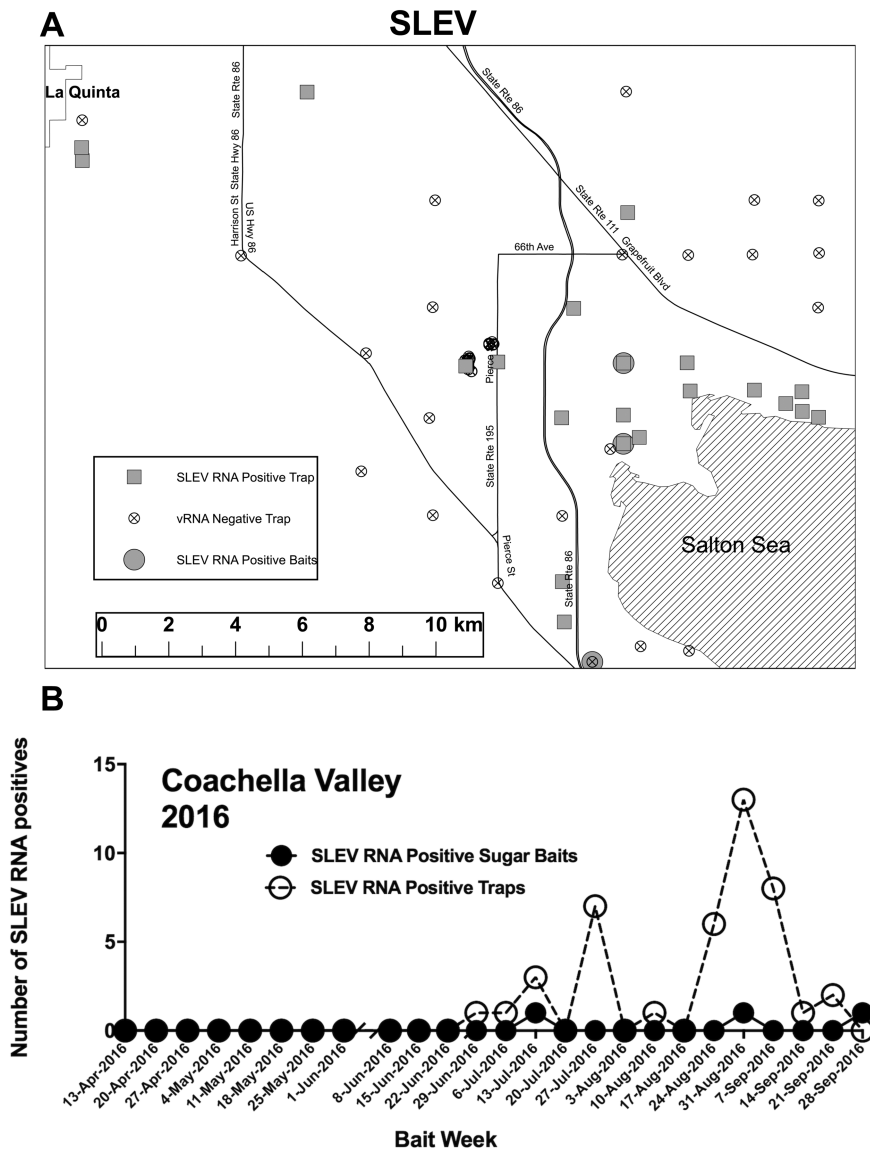 A
SLEV
La Quinta
State Rte 86
State Hwy 86
Harrison St
US Hwy 86
State Rte 86
State Rte 111
Grapefruit Blvd
66th Ave
Pierce
State Rte 195
Pierce St
State Rte 86
SLEV RNA Positive Trap
vRNA Negative Trap
SLEV RNA Positive Baits
Salton Sea
0 2 4 6 8 10 km
B
Number of SLEV RNA positives
15
10
5
0
Coachella Valley
2016
SLEV RNA Positive Sugar Baits
SLEV RNA Positive Traps
13-Apr-2016
20-Apr-2016
27-Apr-2016
4-May-2016
11-May-2016
18-May-2016
25-May-2016
1-Jun-2016
8-Jun-2016
15-Jun-2016
22-Jun-2016
29-Jun-2016
6-Jul-2016
13-Jul-2016
20-Jul-2016
27-Jul-2016
3-Aug-2016
10-Aug-2016
17-Aug-2016
24-Aug-2016
31-Aug-2016
7-Sep-2016
14-Sep-2016
21-Sep-2016
28-Sep-2016
Bait Week